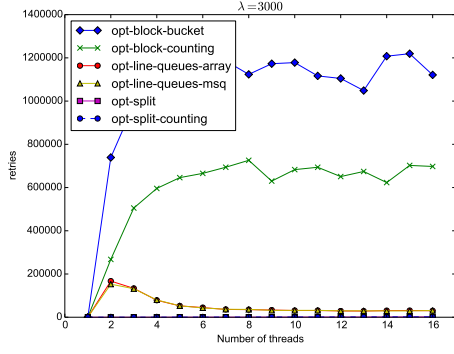 λ=3000
1400000
1200000
1000000
800000
600000
400000
200000
0
retries
opt-block-bucket
opt-block-counting
opt-line-queues-array
opt-line-queues-msq
opt-split
opt-split-counting
0 2 4 6 8 10 12 14 16
Number of threads